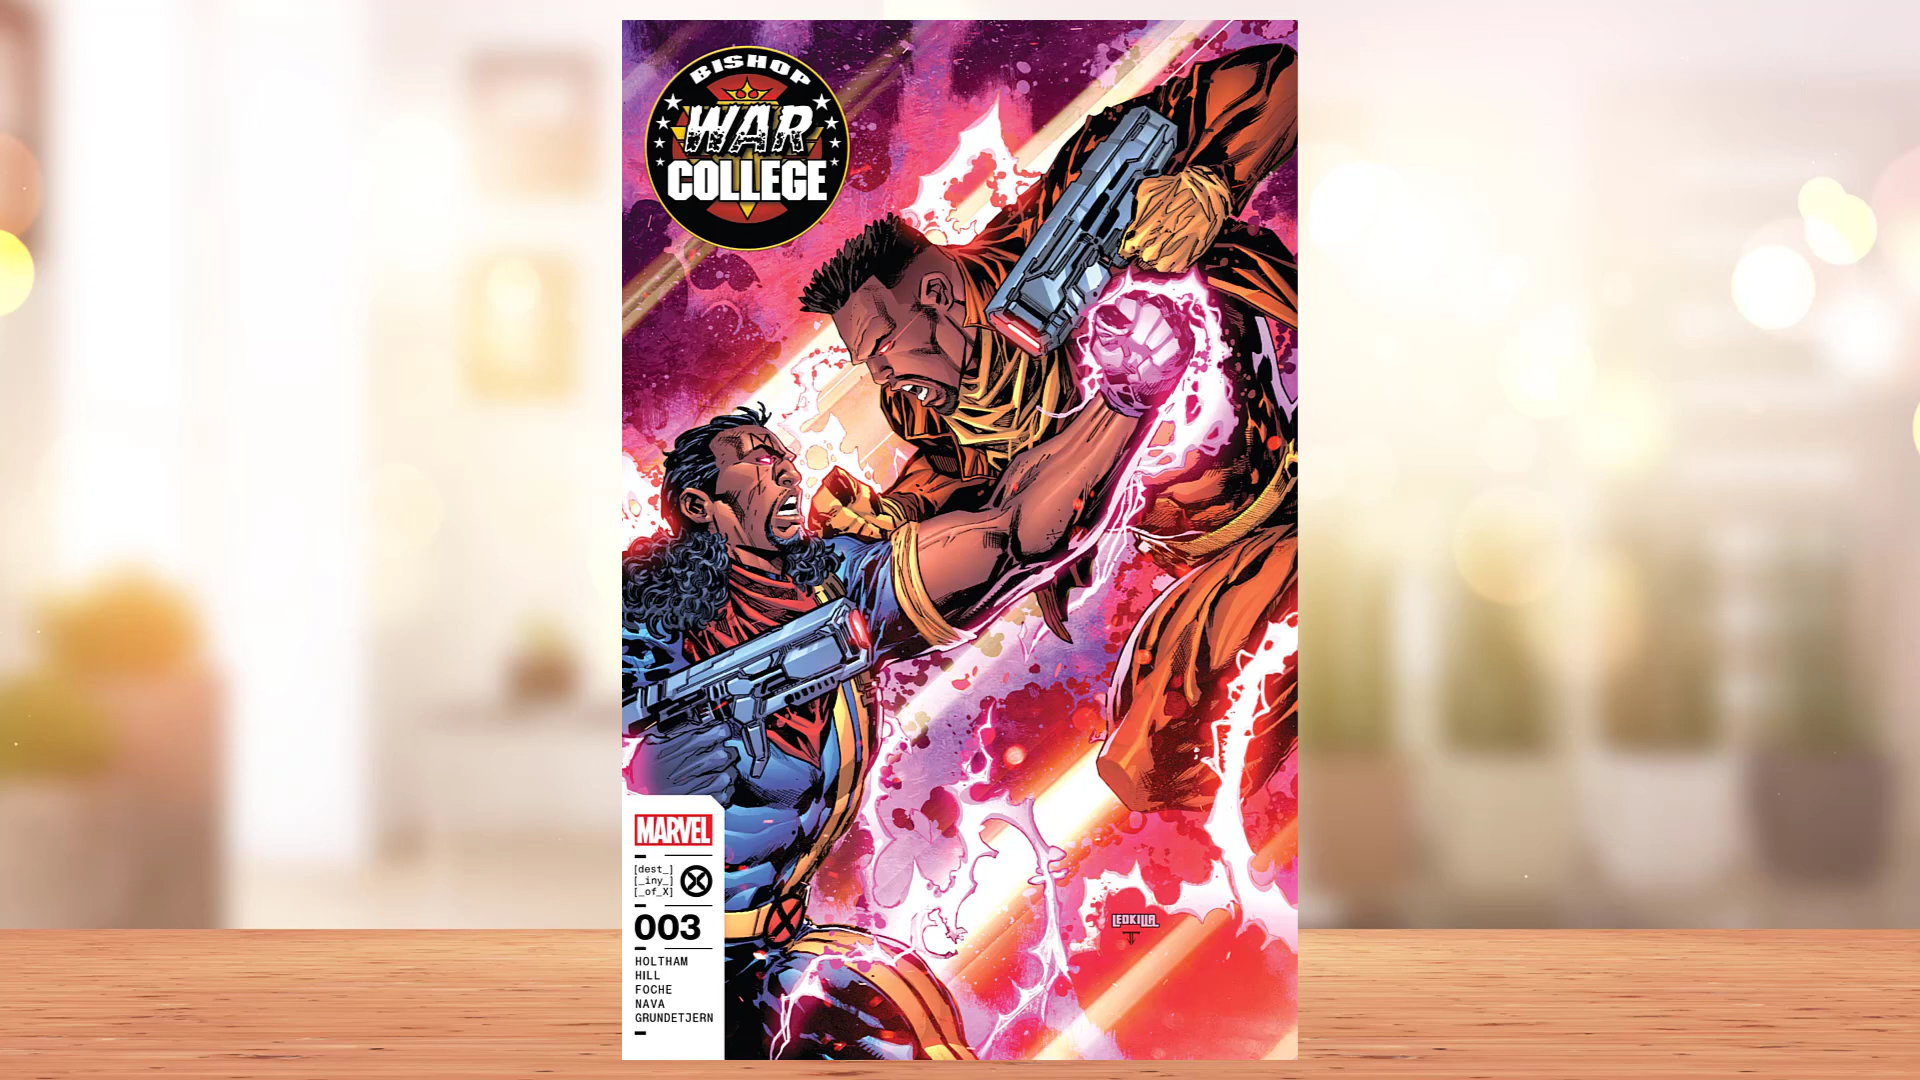 BISHOP
WAR
COLLEGE
MARVEL
[dest_]
[_iny_]
[_of_X]
003
HOLTHAM
HILL
FOCHE
NAVA
GRUNDETJERN
LEOKILLA